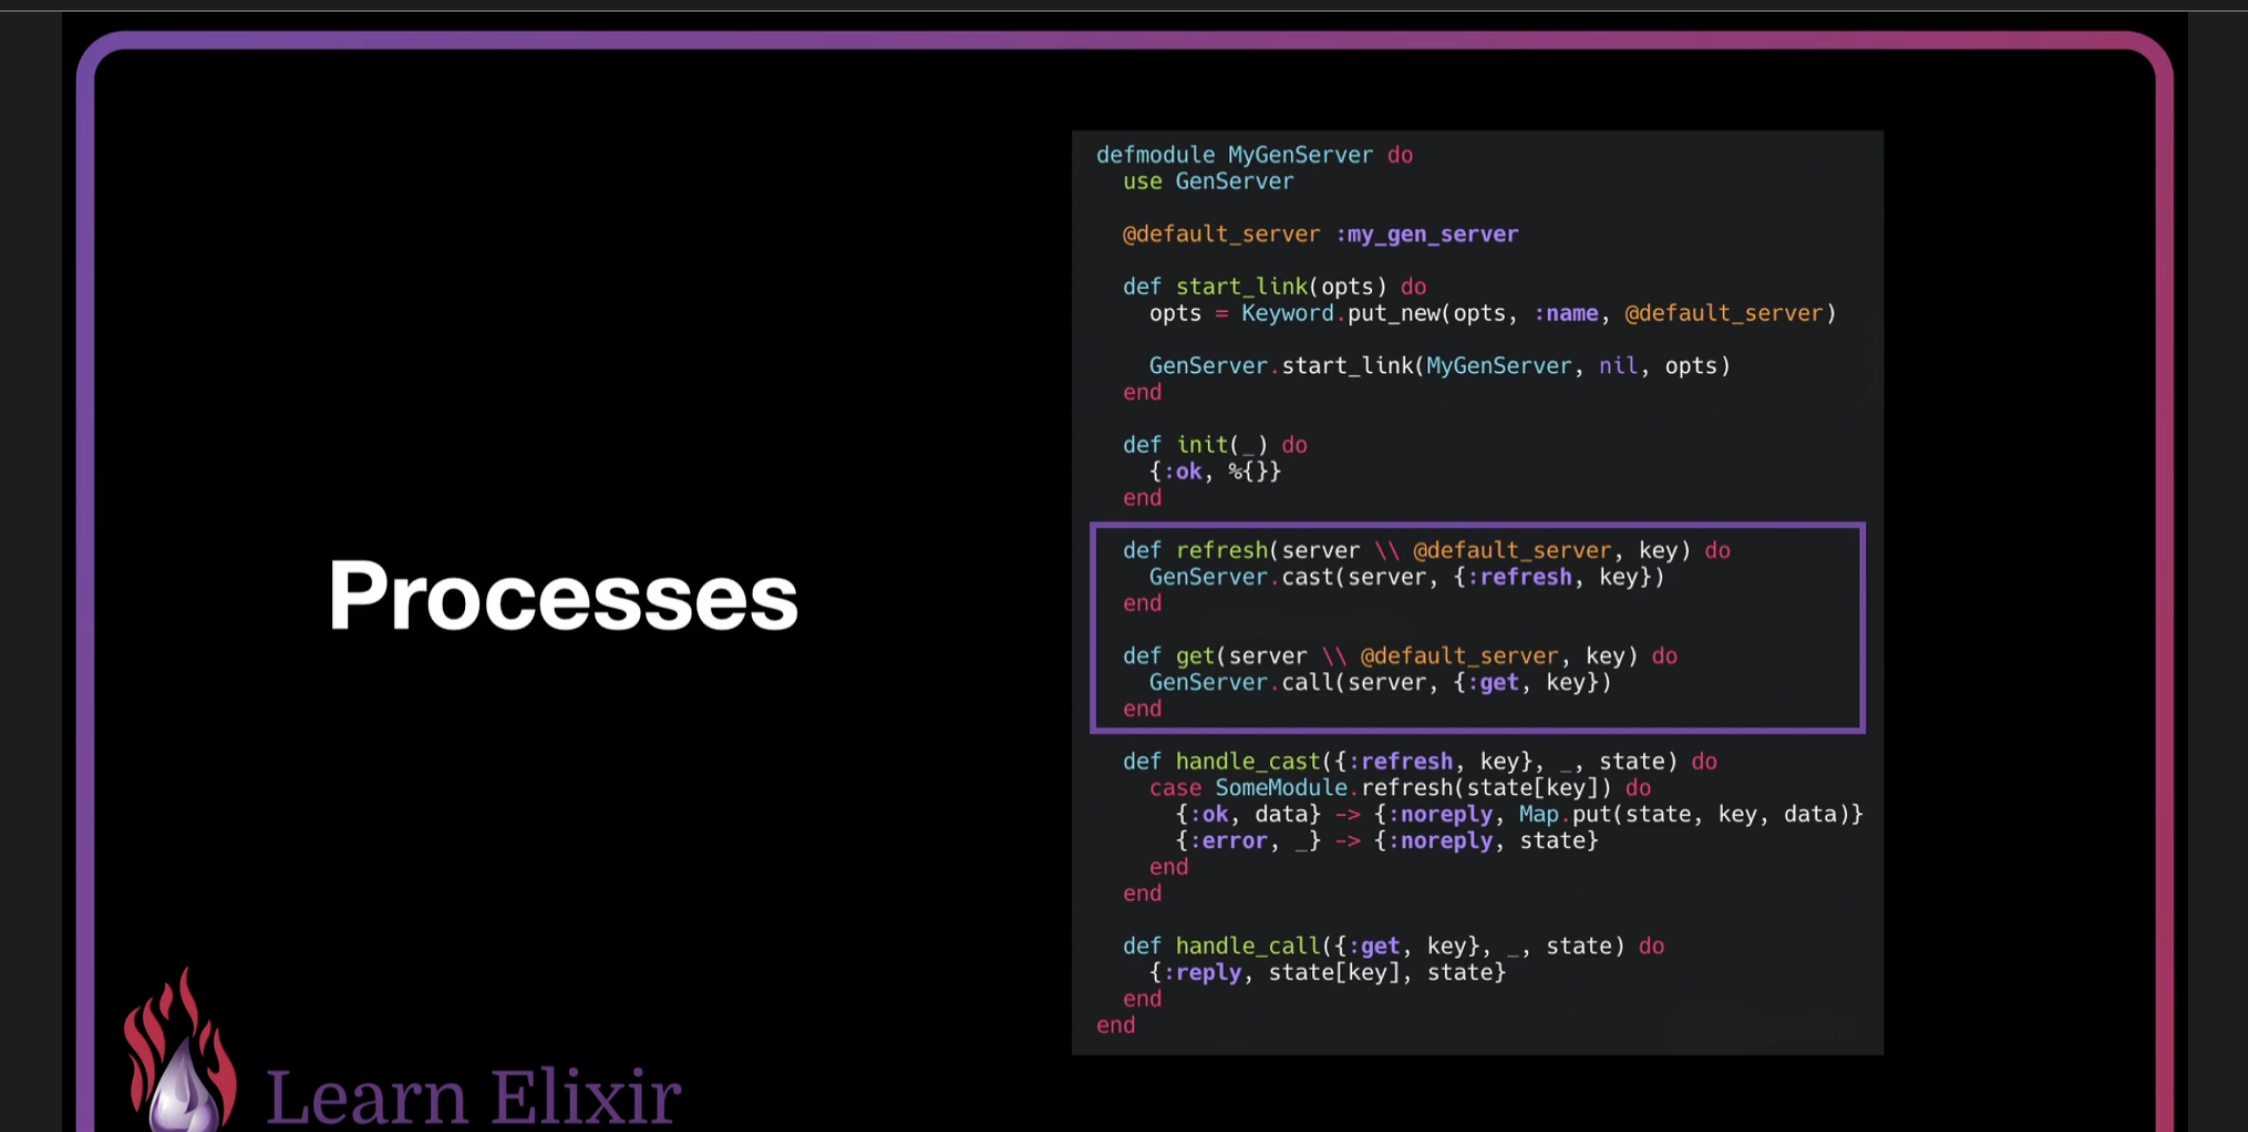 Processes
defmodule MyGenServer do
  use GenServer

  @default_server :my_gen_server

  def start_link(opts) do
    opts = Keyword.put_new(opts, :name, @default_server)

    GenServer.start_link(MyGenServer, nil, opts)
  end

  def init(_) do
    {:ok, %{}}
  end

  def refresh(server \\ @default_server, key) do
    GenServer.cast(server, {:refresh, key})
  end

  def get(server \\ @default_server, key) do
    GenServer.call(server, {:get, key})
  end

  def handle_cast({:refresh, key}, _, state) do
    case SomeModule.refresh(state[key]) do
      {:ok, data} -> {:noreply, Map.put(state, key, data)}
      {:error, _} -> {:noreply, state}
    end
  end

  def handle_call({:get, key}, _, state) do
    {:reply, state[key], state}
  end
end
Learn Elixir